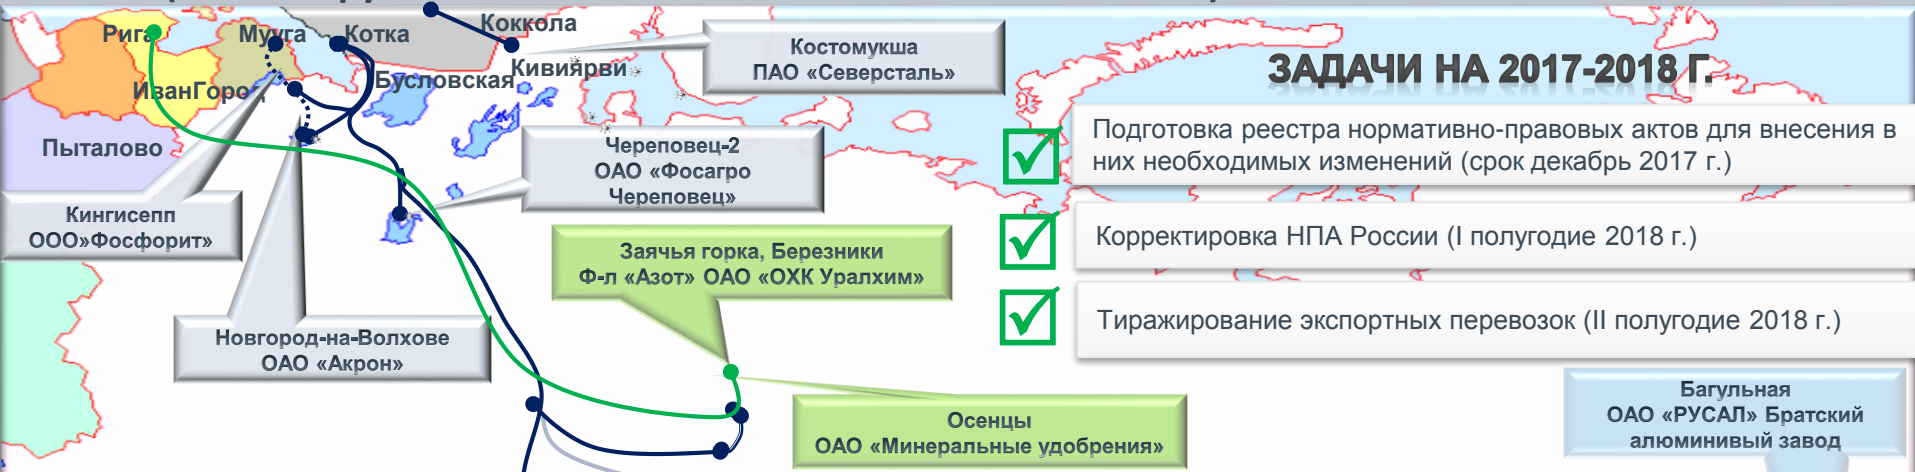 Рига
Мууга
Котка
Коккола
Бусловская
Кивиярви
ИванГород
Пыталово
Костомукша
ПАО «Северсталь»
Череповец-2
ОАО «Фосагро
Череповец»
Кингисепп
ООО»Фосфорит»
Заячья горка, Березники
Ф-л «Азот» ОАО «ОХК Уралхим»
Новгород-на-Волхове
ОАО «Акрон»
Осенцы
ОАО «Минеральные удобрения»
ЗАДАЧИ НА 2017-2018 Г.
Подготовка реестра нормативно-правовых актов для внесения в
них необходимых изменений (срок декабрь 2017 г.)
Корректировка НПА России (I полугодие 2018 г.)
Тиражирование экспортных перевозок (II полугодие 2018 г.)
Багульная
ОАО «РУСАЛ» Братский
алюминивый завод